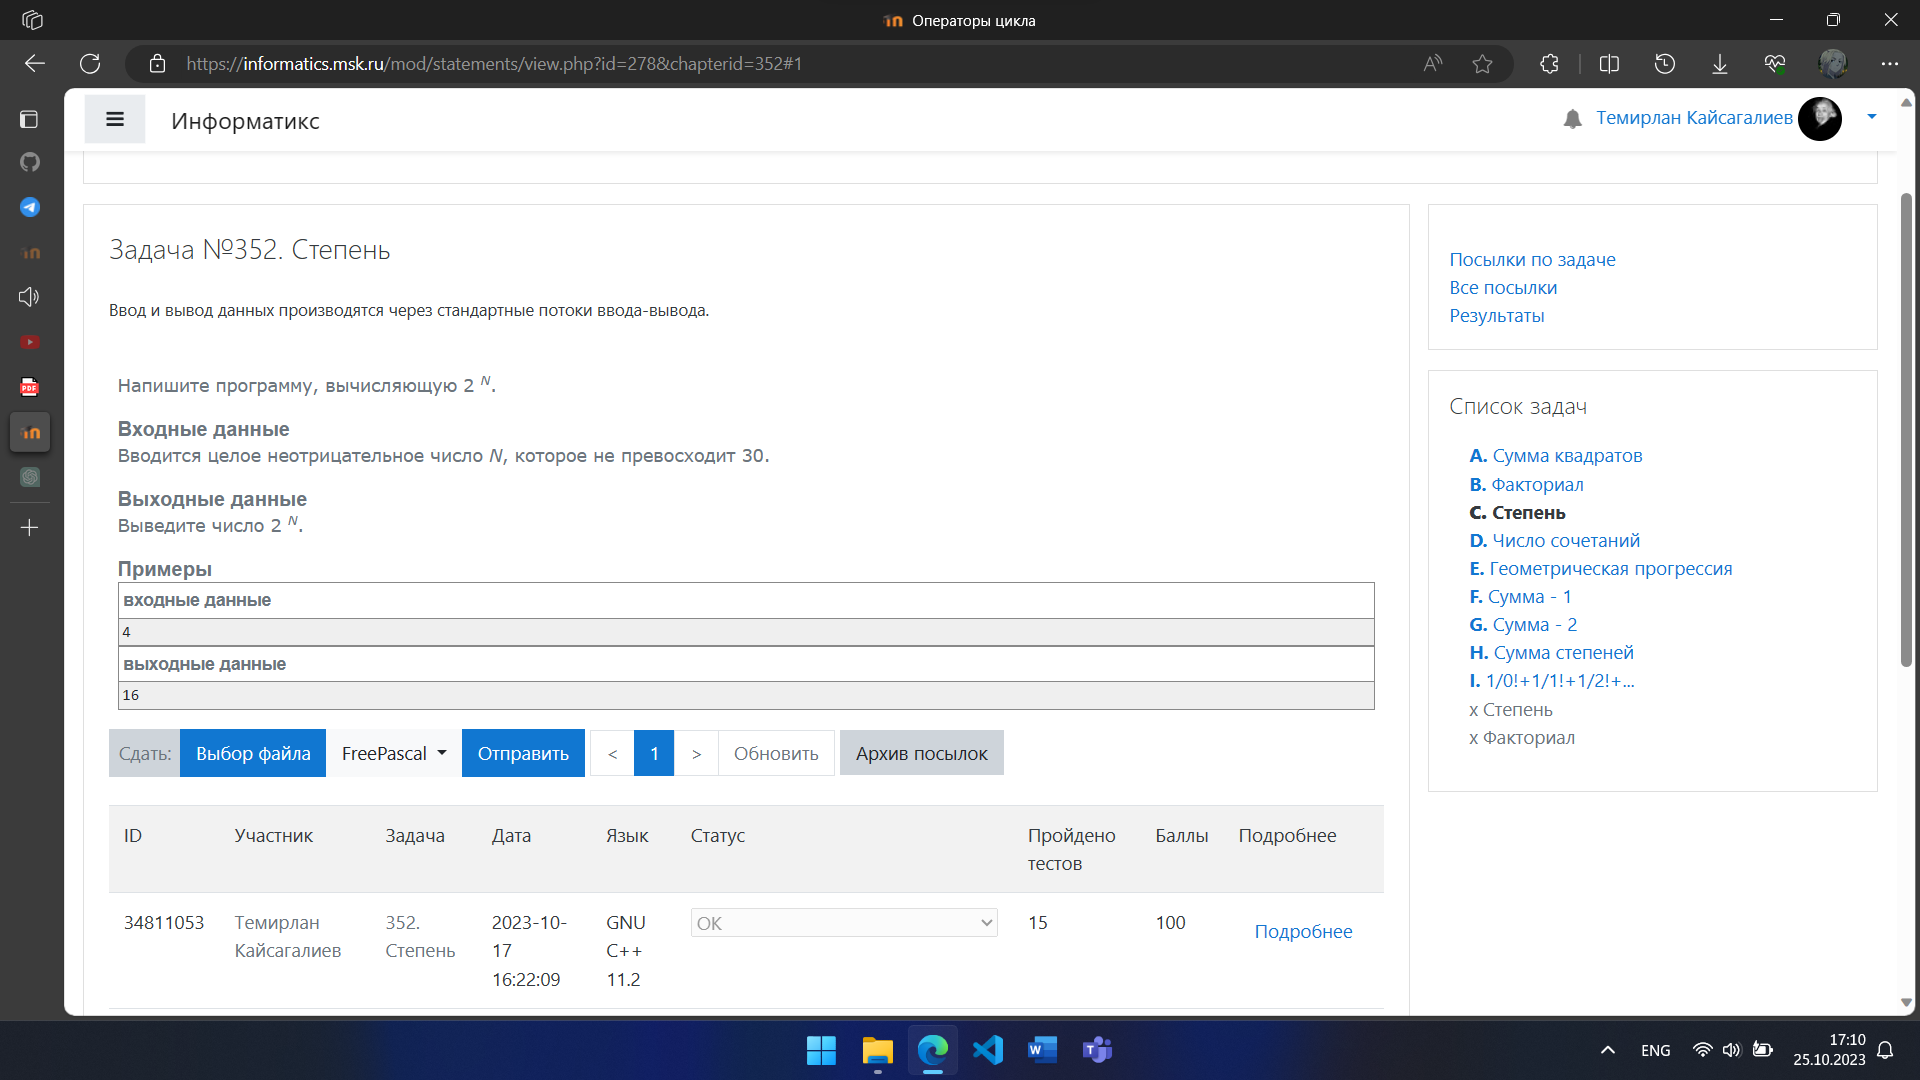 Операторы цикла
https://informatics.msk.ru/mod/statements/view.php?id=278&chapterid=352#1
Информатикс
Темирлан Кайсагалиев
Задача №352. Степень
Ввод и вывод данных производятся через стандартные потоки ввода-вывода.
Напишите программу, вычисляющую 2 N.
Входные данные
Вводится целое неотрицательное число N, которое не превосходит 30.
Выходные данные
Выведите число 2 N.
Примеры
входные данные
4
выходные данные
16
Сдать: Выбор файла FreePascal Отправить < 1 > Обновить Архив посылок
ID Участник Задача Дата Язык Статус Пройдено тестов Баллы Подробнее
34811053 Темирлан Кайсагалиев 352. Степень 2023-10-17 16:22:09 GNU C++ 11.2 OK 15 100 Подробнее
Посылки по задаче
Все посылки
Результаты
Список задач
A. Сумма квадратов
B. Факториал
C. Степень
D. Число сочетаний
E. Геометрическая прогрессия
F. Сумма - 1
G. Сумма - 2
H. Сумма степеней
I. 1/0!+1/1!+1/2!+...
x Степень
x Факториал
PDF
ENG
17:10
25.10.2023